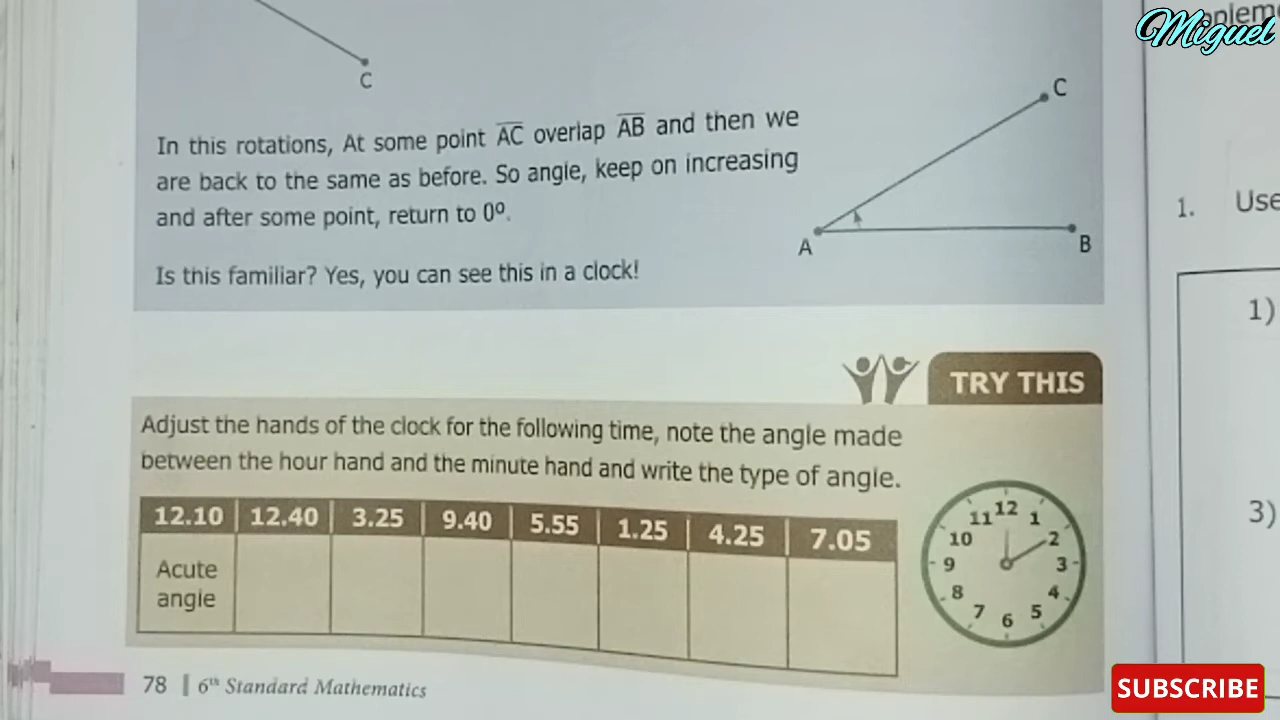 Miguel
C
In this rotations, At some point AC overlap AB and then we
are back to the same as before. So angle, keep on increasing
and after some point, return to 0º.
Is this familiar? Yes, you can see this in a clock!
C
A
B
TRY THIS
Adjust the hands of the clock for the following time, note the angle made
between the hour hand and the minute hand and write the type of angle.
12.10 12.40 3.25 9.40 5.55 1.25 4.25 7.05
Acute
angle
12
11 1
10 2
9 3
8 4
7 6 5
78 | 6th Standard Mathematics
1. Use
1)
3)
SUBSCRIBE